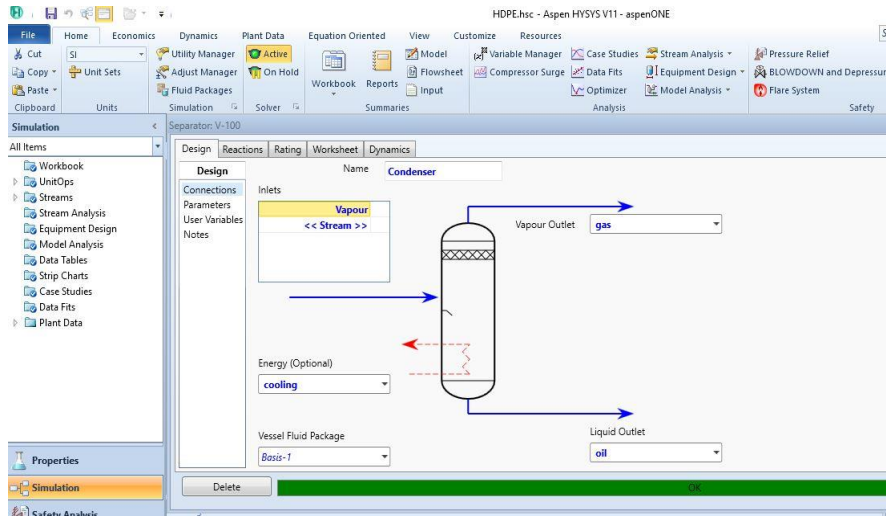 HDPE.hsc - Aspen HYSYS V11 - aspenONE
File Home Economics Dynamics Plant Data Equation Oriented View Customize Resources
Cut SI Utility Manager Active Model Variable Manager Case Studies Stream Analysis Pressure Relief
Copy Unit Sets Adjust Manager On Hold Workbook Reports Flowsheet Compressor Surge Data Fits Equipment Design BLOWDOWN and Depressur
Paste Fluid Packages Input Optimizer Model Analysis Flare System
Clipboard Units Simulation Solver Summaries Analysis Safety
Simulation < Separator: V-100
All Items
Workbook
UnitOps
Streams
Stream Analysis
Equipment Design
Model Analysis
Data Tables
Strip Charts
Case Studies
Data Fits
Plant Data
Properties
Simulation
Safety Analysis
Design Reactions Rating Worksheet Dynamics
Design
Connections
Parameters
User Variables
Notes
Name Condenser
Inlets
Vapour
<< Stream >>
Vapour Outlet gas
Energy (Optional)
cooling
Vessel Fluid Package
Basis-1
Liquid Outlet
oil
Delete OK